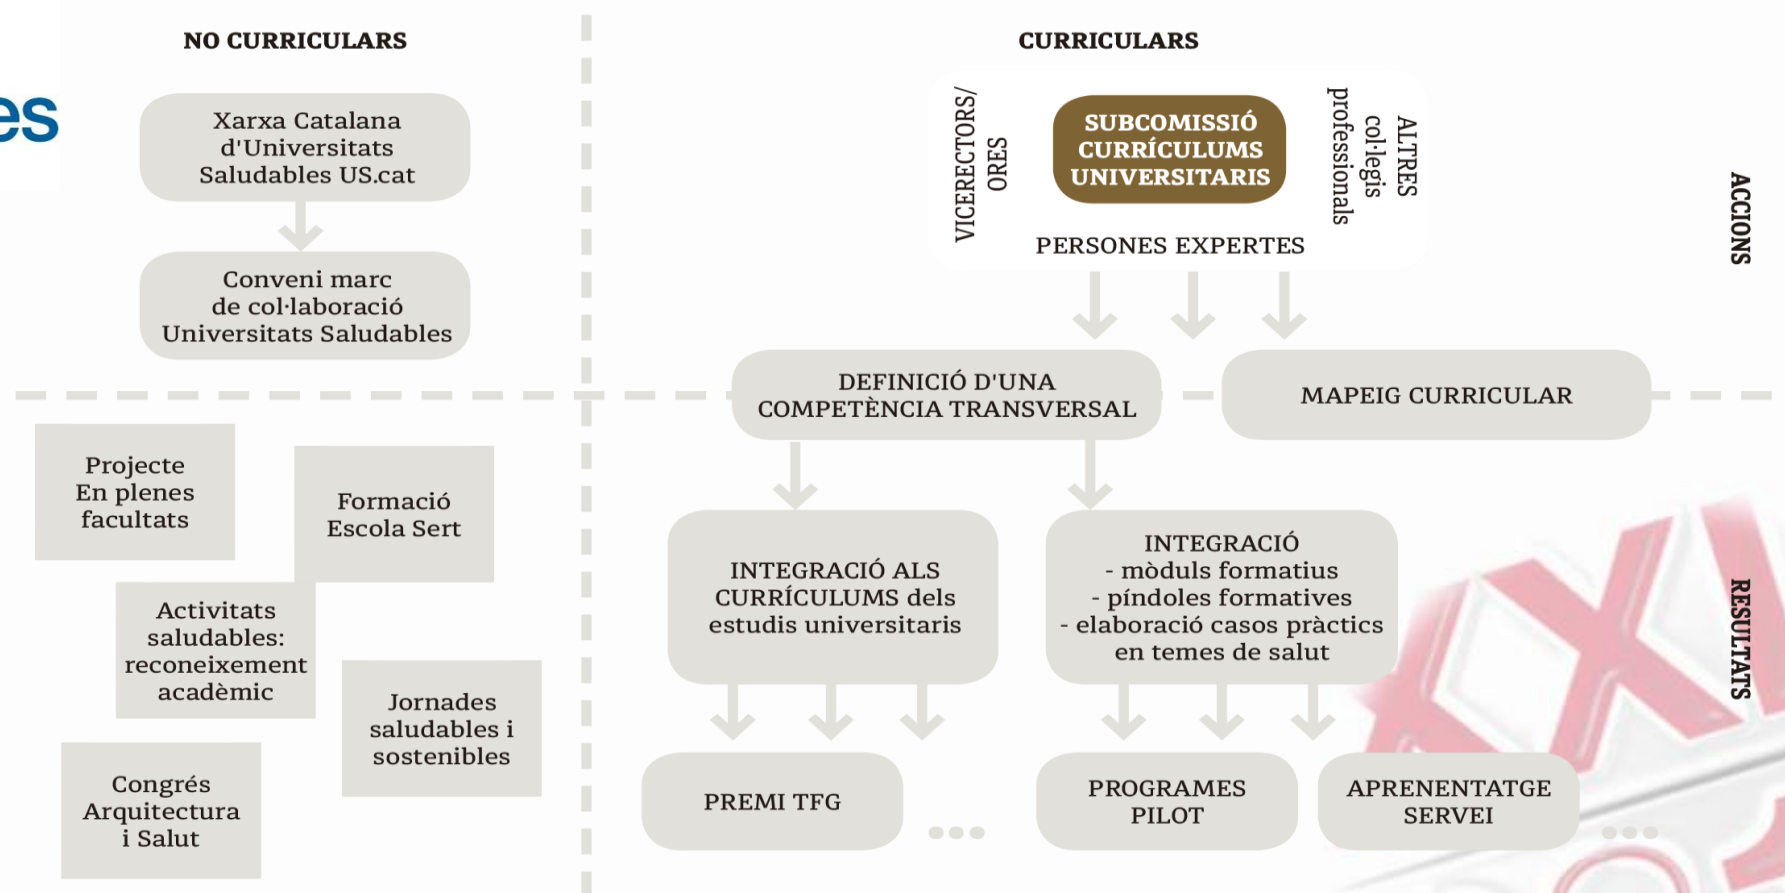 es
NO CURRICULARS
Xarxa Catalana
d'Universitats
Saludables US.cat
Conveni marc
de col·laboració
Universitats Saludables
Projecte
En plenes
facultats
Formació
Escola Sert
Activitats
saludables:
reconeixement
acadèmic
Jornades
saludables i
sostenibles
Congrés
Arquitectura
i Salut
CURRICULARS
VICERECTORS/
ORES
SUBCOMISSIÓ
CURRÍCULUMS
UNIVERSITARIS
ALTRES
col·legis
professionals
PERSONES EXPERTES
ACCIONS
DEFINICIÓ D'UNA
COMPETÈNCIA TRANSVERSAL
MAPEIG CURRICULAR
INTEGRACIÓ ALS
CURRÍCULUMS dels
estudis universitaris
INTEGRACIÓ
- mòduls formatius
- píndoles formatives
- elaboració casos pràctics
en temes de salut
RESULTATS
PREMI TFG
...
PROGRAMES
PILOT
APRENENTATGE
SERVEI
...